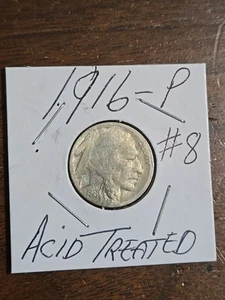 1916-P
#8
ACID TREATED